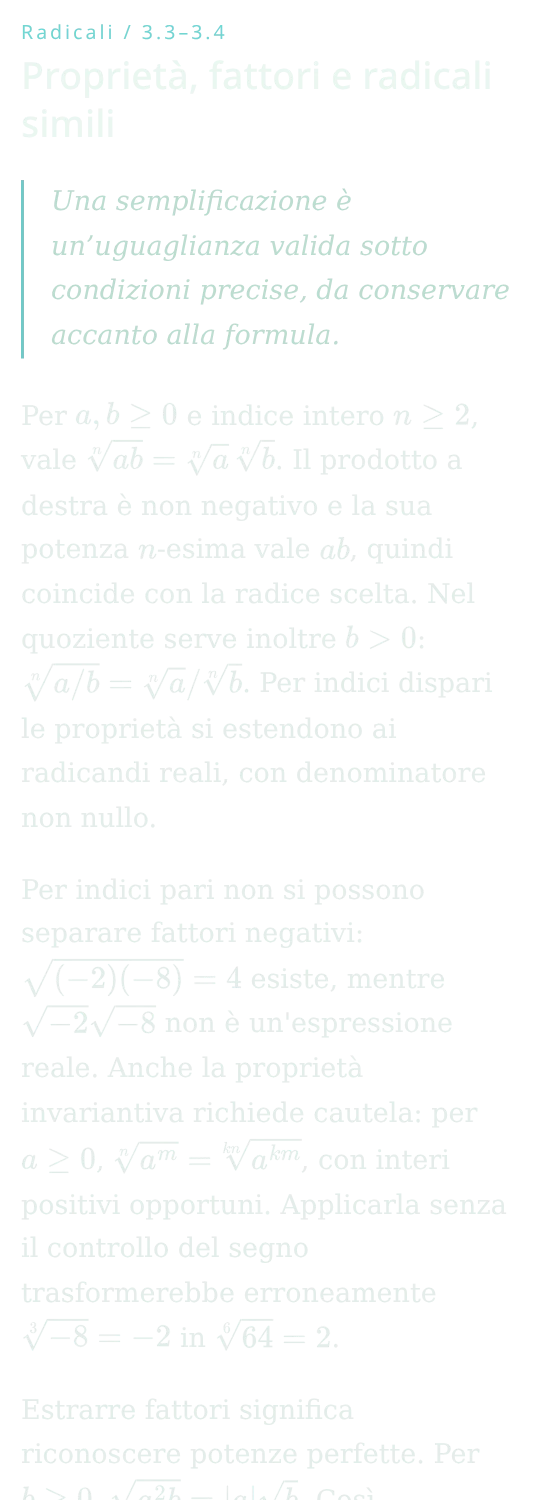 Radicali / 3.3–3.4
Proprietà, fattori e radicali
simili
Una semplificazione è
un’uguaglianza valida sotto
condizioni precise, da conservare
accanto alla formula.
Per a, b ≥ 0 e indice intero n ≥ 2,
vale ⁿ√(ab) = ⁿ√a ⁿ√b. Il prodotto a
destra è non negativo e la sua
potenza n-esima vale ab, quindi
coincide con la radice scelta. Nel
quoziente serve inoltre b > 0:
ⁿ√(a/b) = ⁿ√a/ⁿ√b. Per indici dispari
le proprietà si estendono ai
radicandi reali, con denominatore
non nullo.
Per indici pari non si possono
separare fattori negativi:
√((−2)(−8)) = 4 esiste, mentre
√(−2)√(−8) non è un'espressione
reale. Anche la proprietà
invariantiva richiede cautela: per
a ≥ 0, ⁿ√(aᵐ) = ᵏⁿ√(aᵏᵐ), con interi
positivi opportuni. Applicarla senza
il controllo del segno
trasformerebbe erroneamente
³√(−8) = −2 in ⁶√64 = 2.
Estrarre fattori significa
riconoscere potenze perfette. Per
b ≥ 0, √(a²b) = |a|√b. Così